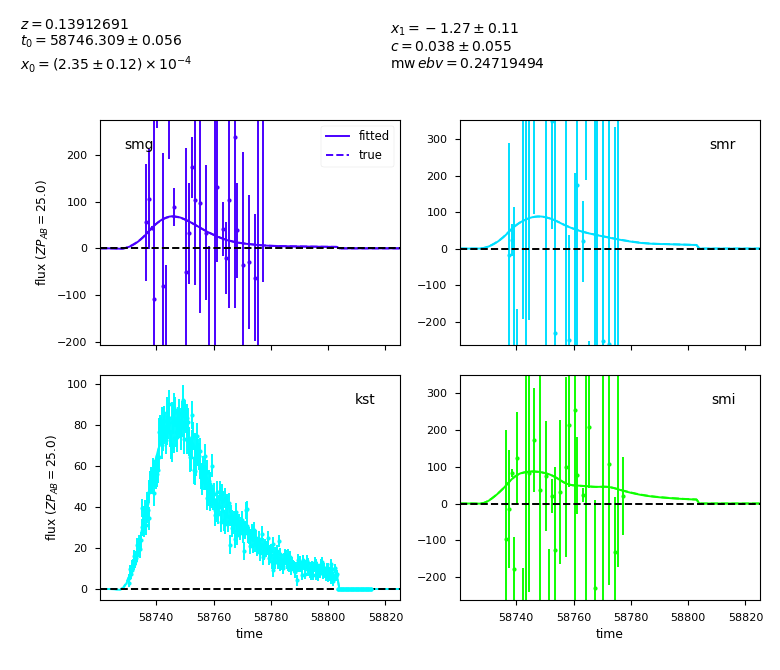 z = 0.13912691
t₀ = 58746.309 ± 0.056
x₀ = (2.35 ± 0.12) × 10⁻⁴
x₁ = −1.27 ± 0.11
c = 0.038 ± 0.055
mw ebv = 0.24719494
smg
fitted
true
200
100
0
−100
−200
flux (ZP_AB = 25.0)
smr
300
200
100
0
−100
−200
kst
100
80
60
40
20
0
flux (ZP_AB = 25.0)
58740 58760 58780 58800 58820
time
smi
300
200
100
0
−100
−200
58740 58760 58780 58800 58820
time